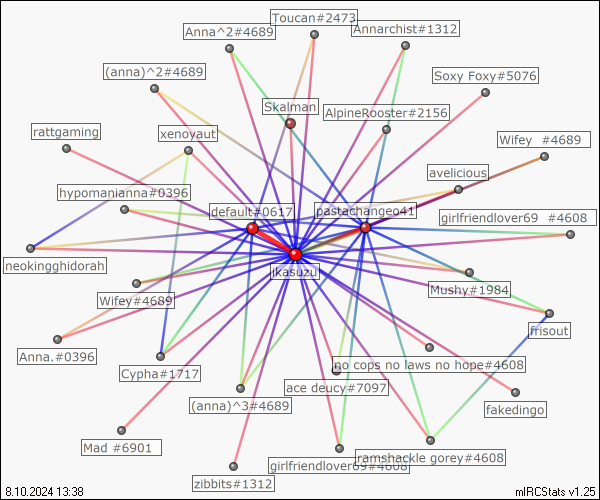 Toucan#2473
Anna^2#4689
Annarchist#1312
(anna)^2#4689
Soxy Foxy#5076
Skalman
AlpineRooster#2156
rattgaming
xenoyaut
Wifey  #4689
avelicious
hypomanianna#0396
default#0617
pastachangeo41
girlfriendlover69  #4608
neokingghidorah
ikasuzu
Wifey#4689
Mushy#1984
frisout
Anna.#0396
Cypha#1717
no cops no laws no hope#4608
ace deucy#7097
(anna)^3#4689
fakedingo
Mad #6901
ramshackle gorey#4608
girlfriendlover69#4608
zibbits#1312
8.10.2024 13:38
mIRCStats v1.25